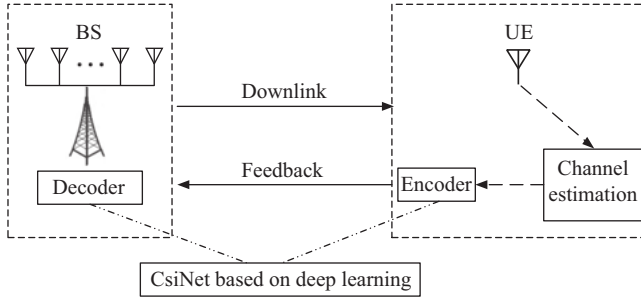 BS
UE
Downlink
Feedback
Decoder
Encoder
Channel
estimation
CsiNet based on deep learning